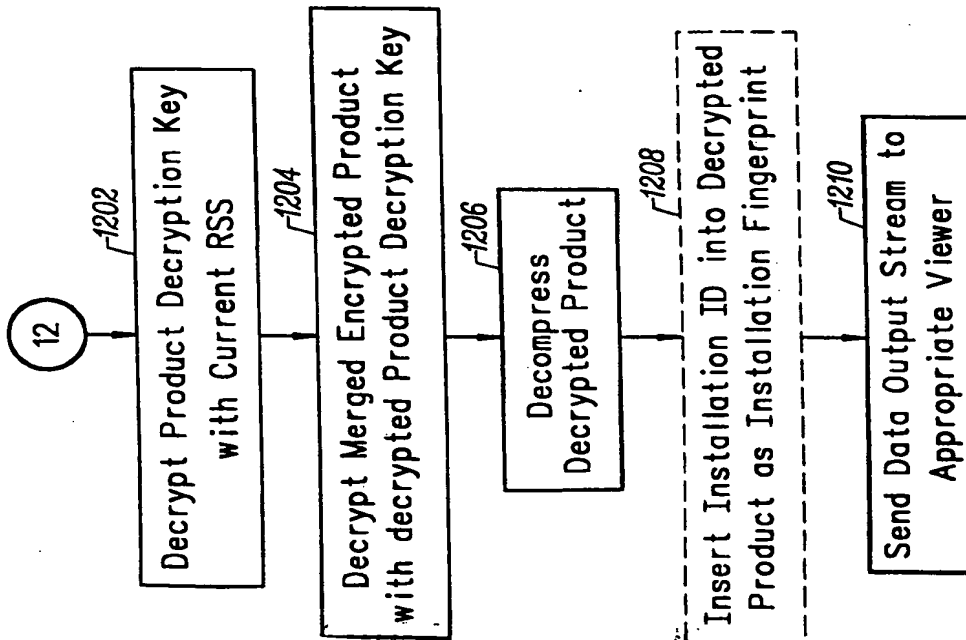 12
1202
Decrypt Product Decryption Key
with Current RSS
1204
Decrypt Merged Encrypted Product
with decrypted Product Decryption Key
1206
Decompress
Decrypted Product
1208
Insert Installation ID into Decrypted
Product as Installation Fingerprint
1210
Send Data Output Stream to
Appropriate Viewer